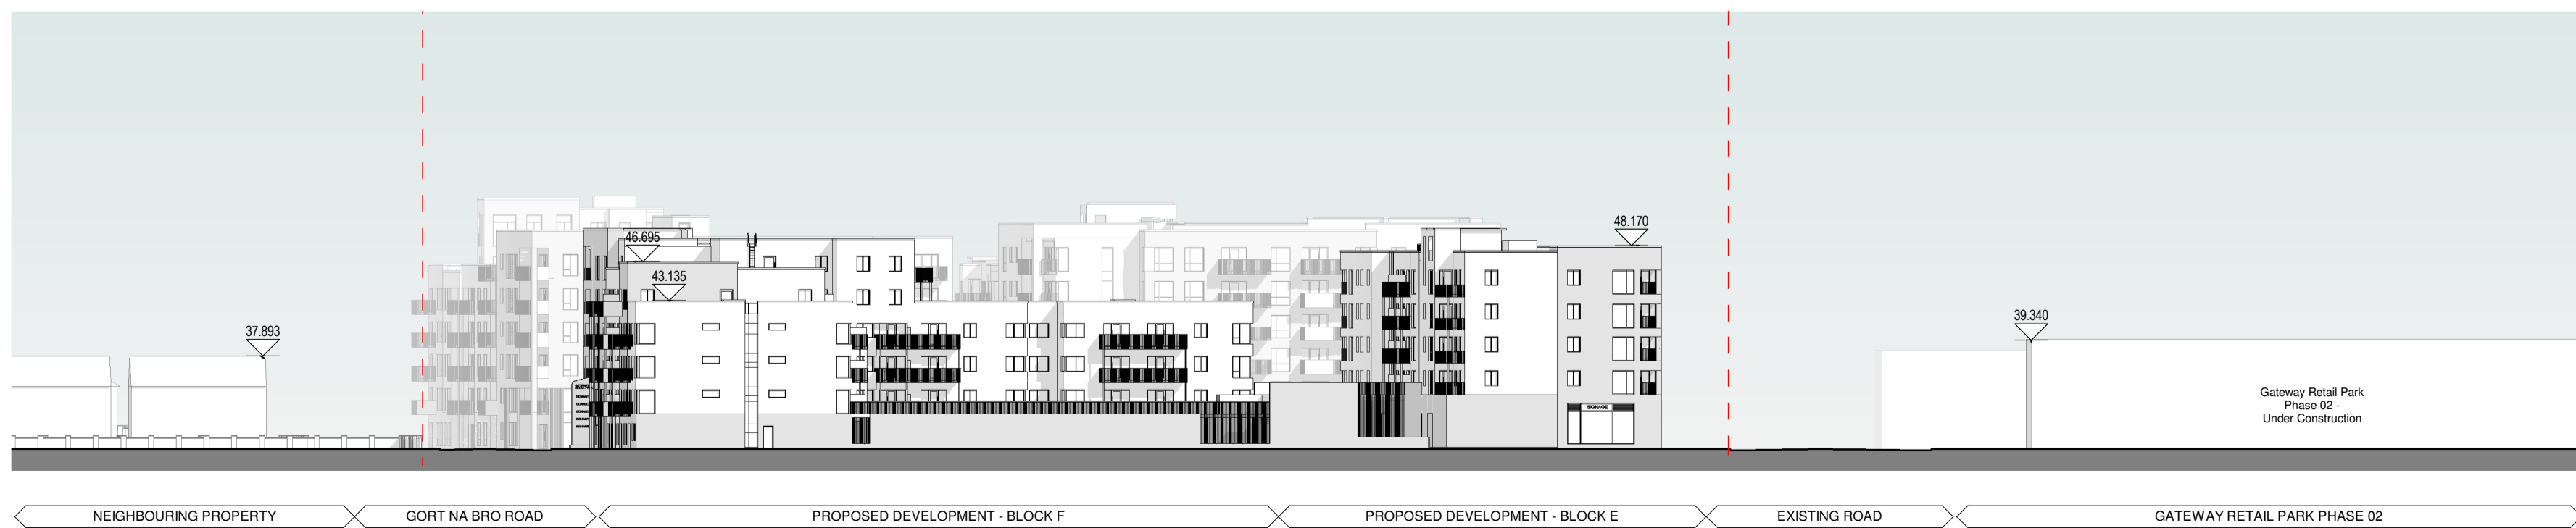 48.170
46.695
43.135
37.893
39.340
SIGNAGE
Gateway Retail Park
Phase 02 -
Under Construction
NEIGHBOURING PROPERTY
GORT NA BRO ROAD
PROPOSED DEVELOPMENT - BLOCK F
PROPOSED DEVELOPMENT - BLOCK E
EXISTING ROAD
GATEWAY RETAIL PARK PHASE 02